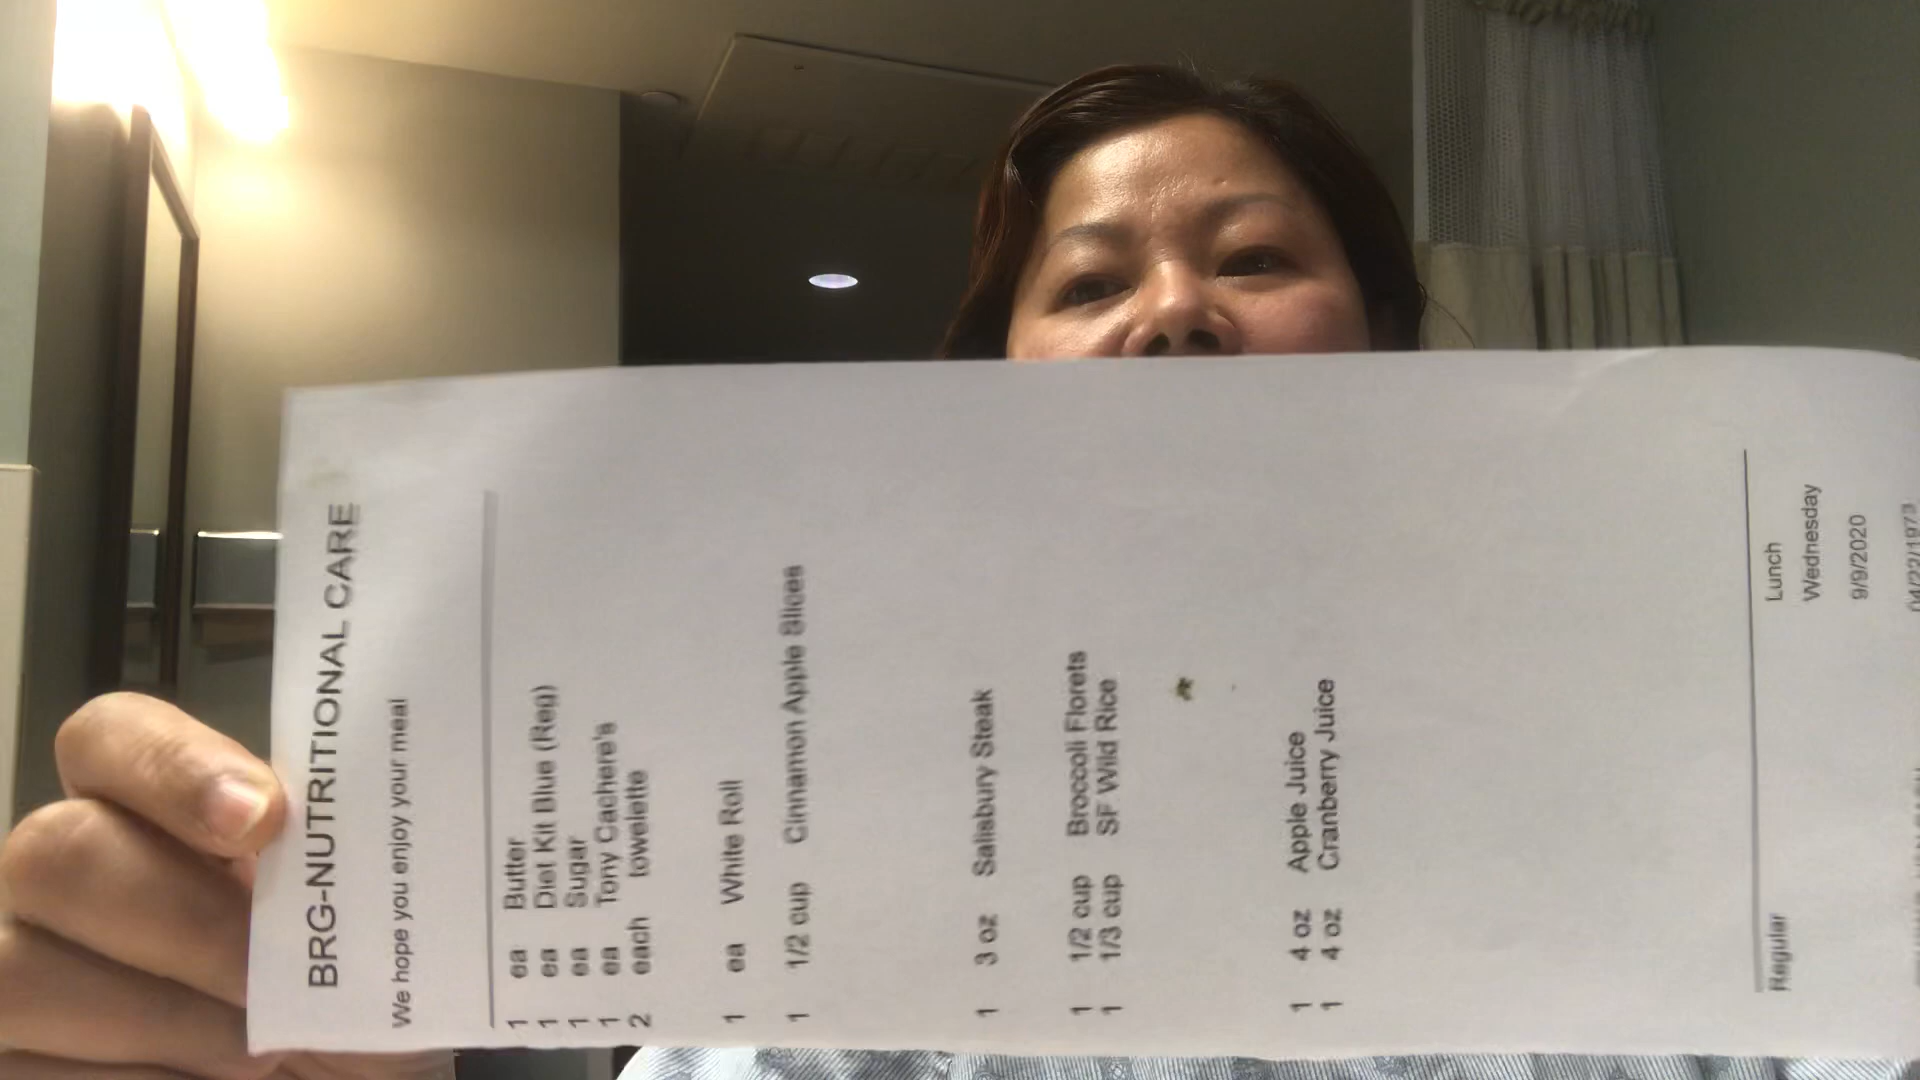 BRG-NUTRITIONAL CARE
We hope you enjoy your meal
1 ea Butter
1 ea Diet Kit Blue (Reg)
1 ea Sugar
1 ea Tony Cachere's
2 each towelette
1 ea White Roll
1 1/2 cup Cinnamon Apple Slices
1 3 oz Salisbury Steak
1 1/2 cup Broccoli Florets
1 1/3 cup SF Wild Rice
1 4 oz Apple Juice
1 4 oz Cranberry Juice
Regular Lunch
Wednesday
9/9/2020
04/22/1973